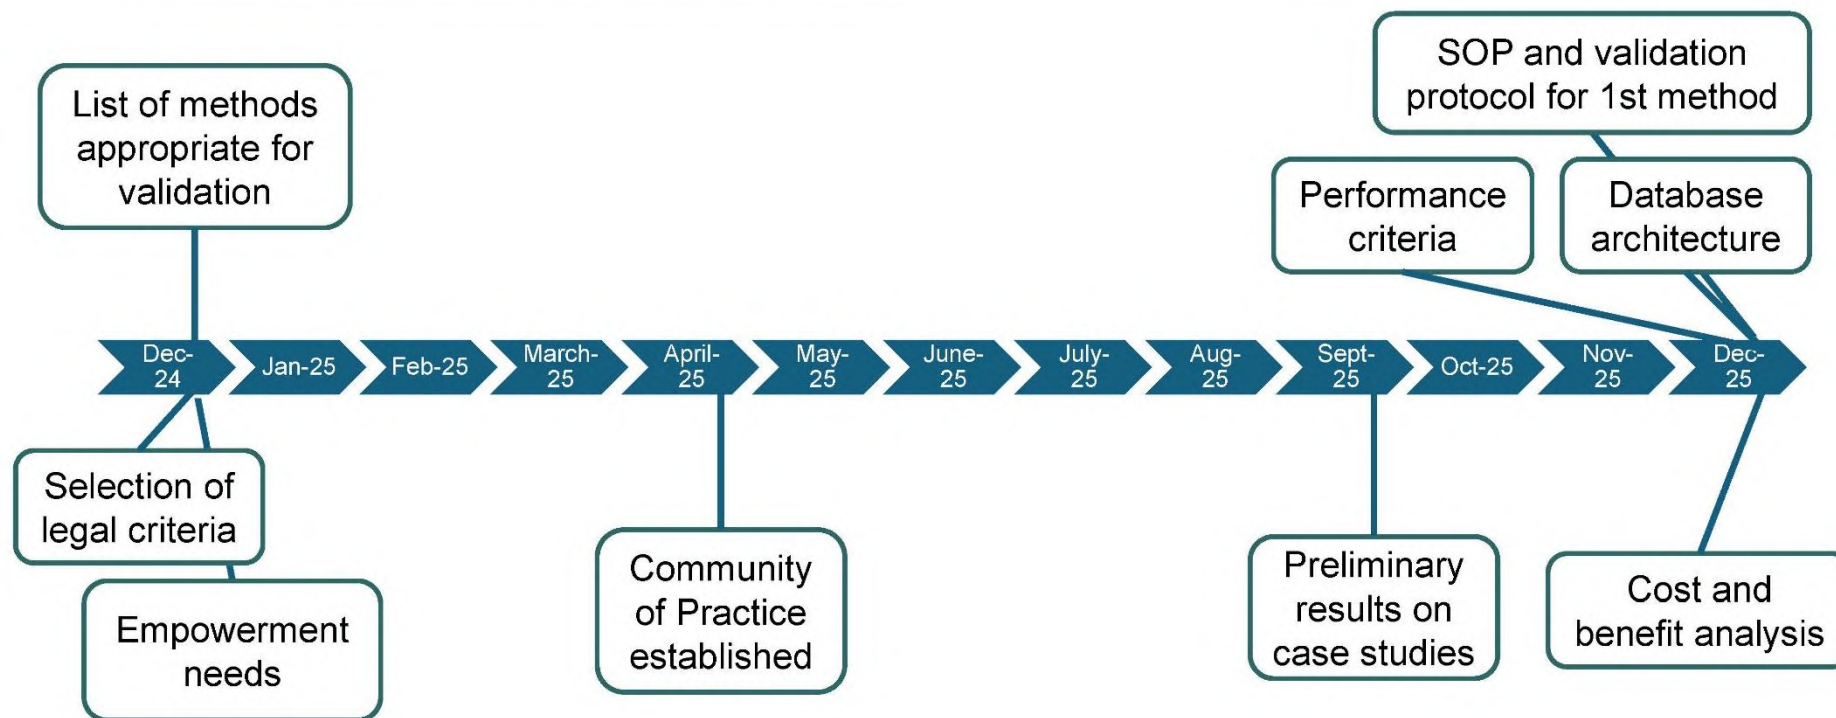 SOP and validation
protocol for 1st method
List of methods
appropriate for
validation
Performance
criteria
Database
architecture
Dec-
24
Jan-25
Feb-25
March-
25
April-
25
May-
25
June-
25
July-
25
Aug-
25
Sept-
25
Oct-25
Nov-
25
Dec-
25
Selection of
legal criteria
Empowerment
needs
Community
of Practice
established
Preliminary
results on
case studies
Cost and
benefit analysis